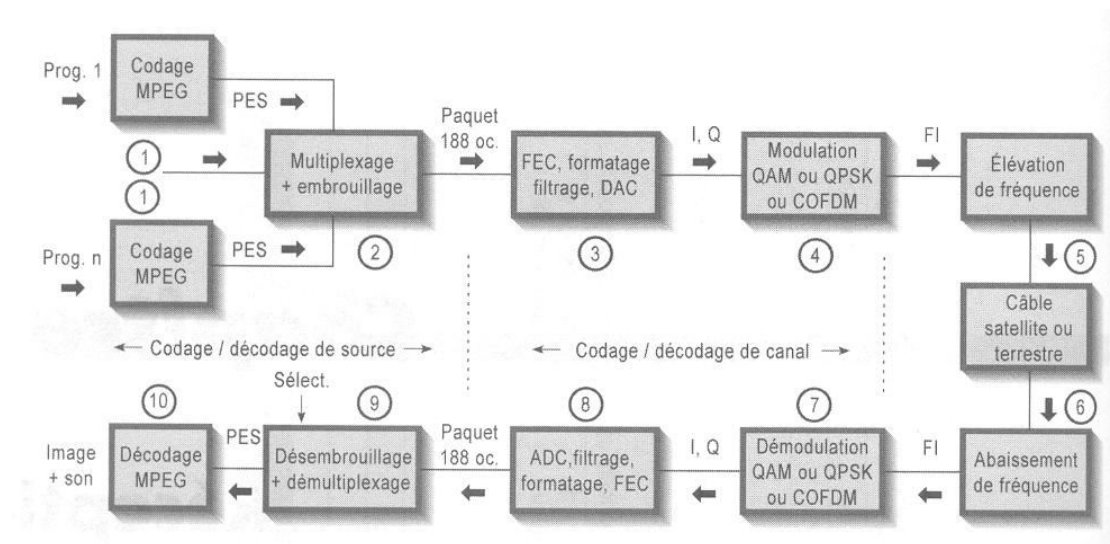 Prog. 1
Codage
MPEG
PES
1
1
Prog. n
Codage
MPEG
PES
Multiplexage
+ embrouillage
2
Paquet
188 oc.
FEC, formatage
filtrage, DAC
3
I, Q
Modulation
QAM ou QPSK
ou COFDM
4
FI
Élévation
de fréquence
5
Câble
satellite ou
terrestre
6
Codage / décodage de source
Codage / décodage de canal
Sélect.
10
9
8
7
Image
+ son
Décodage
MPEG
PES
Désembrouillage
+ démultiplexage
Paquet
188 oc.
ADC,filtrage,
formatage, FEC
I, Q
Démodulation
QAM ou QPSK
ou COFDM
FI
Abaissement
de fréquence